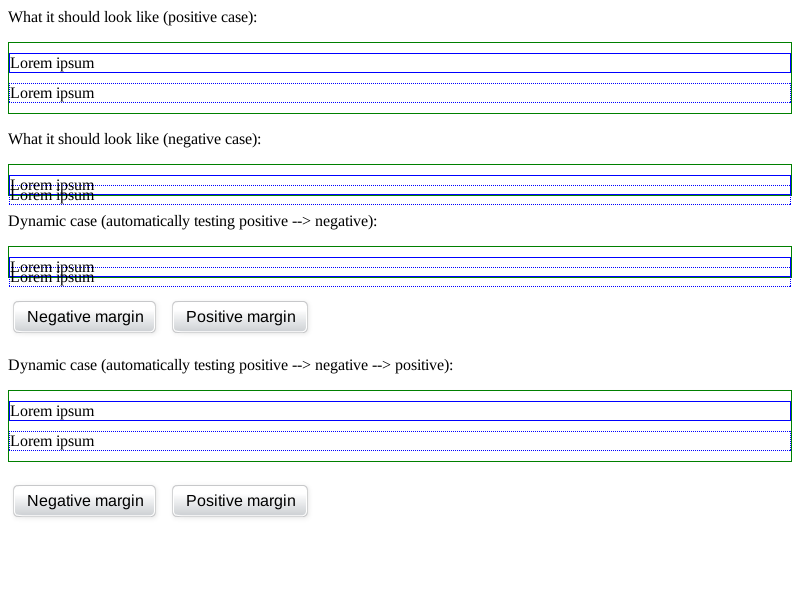 What it should look like (positive case):
Lorem ipsum
Lorem ipsum
What it should look like (negative case):
Lorem ipsum
Lorem ipsum
Dynamic case (automatically testing positive --> negative):
Lorem ipsum
Lorem ipsum
Negative margin Positive margin
Dynamic case (automatically testing positive --> negative --> positive):
Lorem ipsum
Lorem ipsum
Negative margin Positive margin